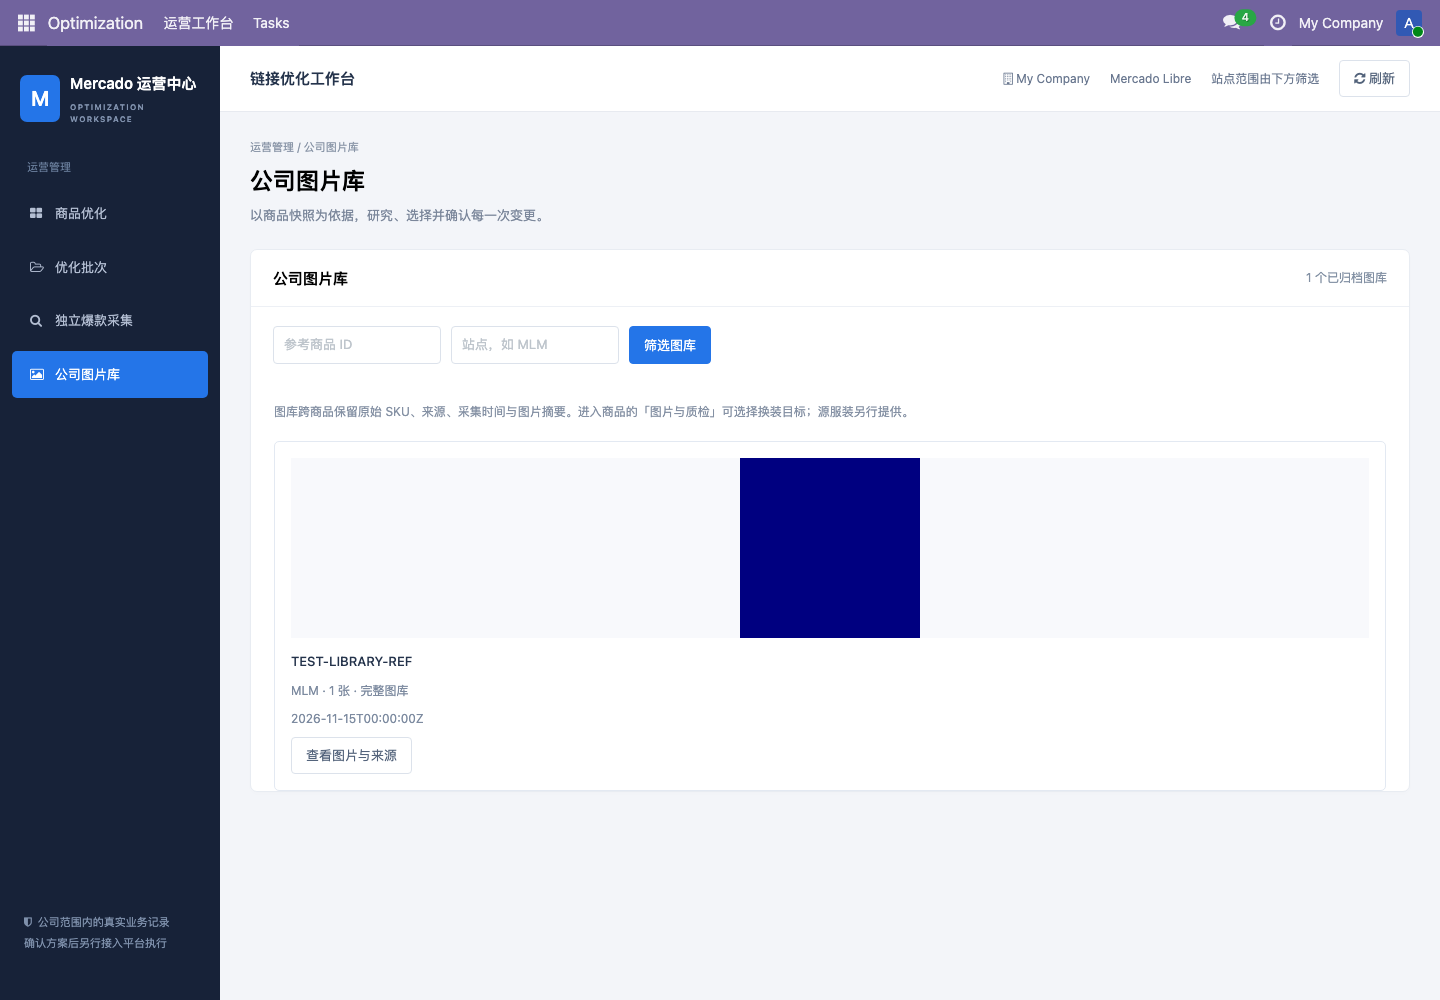 Optimization 运营工作台 Tasks 4 My Company A
M Mercado 运营中心
OPTIMIZATION
WORKSPACE
运营管理
商品优化
优化批次
独立爆款采集
公司图片库
公司范围内的真实业务记录
确认方案后另行接入平台执行
链接优化工作台 My Company Mercado Libre 站点范围由下方筛选 刷新
运营管理 / 公司图片库
公司图片库
以商品快照为依据，研究、选择并确认每一次变更。
公司图片库 1 个已归档图库
参考商品 ID 站点，如 MLM 筛选图库
图库跨商品保留原始 SKU、来源、采集时间与图片摘要。进入商品的「图片与质检」可选择换装目标；源服装另行提供。
TEST-LIBRARY-REF
MLM · 1 张 · 完整图库
2026-11-15T00:00:00Z
查看图片与来源